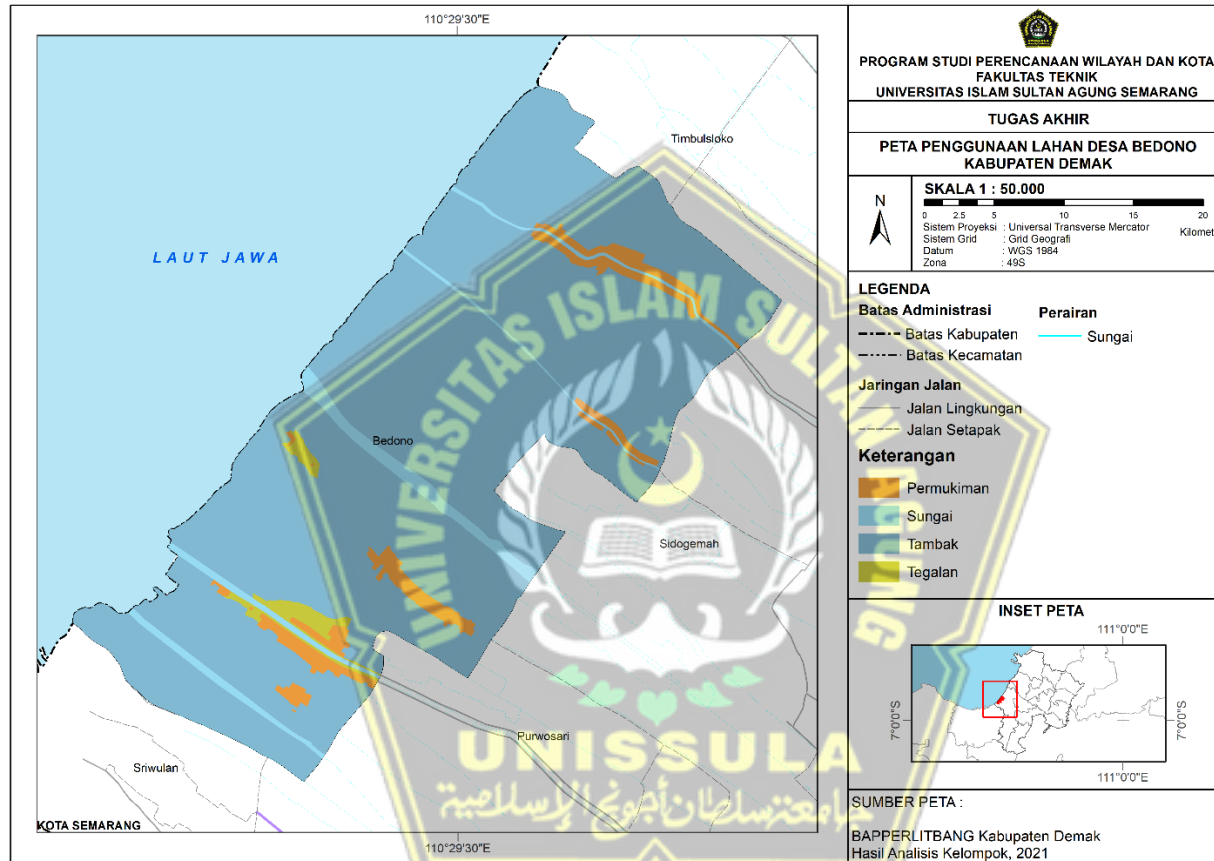 110°29'30"E
Timbulsloko
LAUT JAWA
Bedono
Sidogemah
Purwosari
Sriwulan
KOTA SEMARANG
110°29'30"E
UNIVERSITAS ISLAM SULTAN AGUNG
UNISSULA
جامعتسلطان أجونج الإسلامية
PROGRAM STUDI PERENCANAAN WILAYAH DAN KOTA
FAKULTAS TEKNIK
UNIVERSITAS ISLAM SULTAN AGUNG SEMARANG
TUGAS AKHIR
PETA PENGGUNAAN LAHAN DESA BEDONO
KABUPATEN DEMAK
N
SKALA 1 : 50.000
0 2.5 5 10 15 20
Kilomet
Sistem Proyeksi : Universal Transverse Mercator
Sistem Grid : Grid Geografi
Datum : WGS 1984
Zona : 49S
LEGENDA
Batas Administrasi
Batas Kabupaten
Batas Kecamatan
Perairan
Sungai
Jaringan Jalan
Jalan Lingkungan
Jalan Setapak
Keterangan
Permukiman
Sungai
Tambak
Tegalan
INSET PETA
111°0'0"E
7°0'0"S
7°0'0"S
111°0'0"E
SUMBER PETA :
BAPPERLITBANG Kabupaten Demak
Hasil Analisis Kelompok, 2021